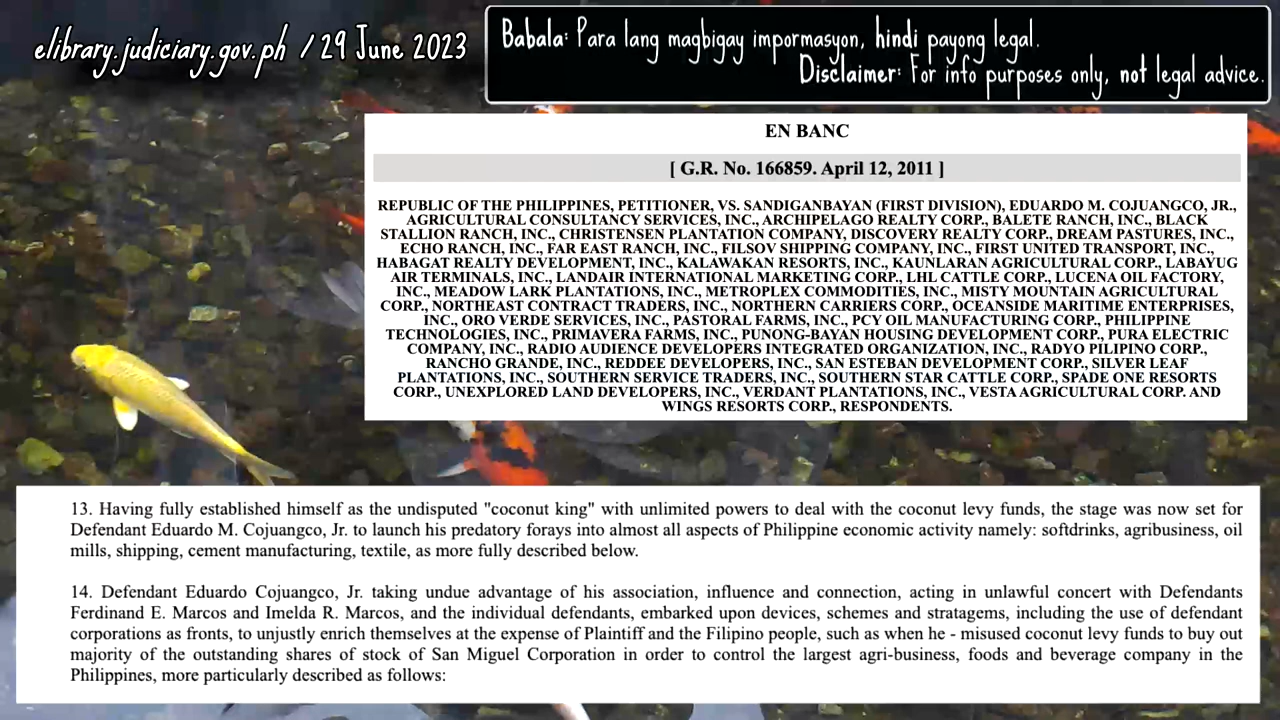 elibrary.judiciary.gov.ph / 29 June 2023
Babala: Para lang magbigay impormasyon, hindi payong legal.
Disclaimer: For info purposes only, not legal advice.
EN BANC
[ G.R. No. 166859. April 12, 2011 ]
REPUBLIC OF THE PHILIPPINES, PETITIONER, VS. SANDIGANBAYAN (FIRST DIVISION), EDUARDO M. COJUANGCO, JR.,
AGRICULTURAL CONSULTANCY SERVICES, INC., ARCHIPELAGO REALTY CORP., BALETE RANCH, INC., BLACK
STALLION RANCH, INC., CHRISTENSEN PLANTATION COMPANY, DISCOVERY REALTY CORP., DREAM PASTURES, INC.,
ECHO RANCH, INC., FAR EAST RANCH, INC., FILSOV SHIPPING COMPANY, INC., FIRST UNITED TRANSPORT, INC.,
HABAGAT REALTY DEVELOPMENT, INC., KALAWAKAN RESORTS, INC., KAUNLARAN AGRICULTURAL CORP., LABAYUG
AIR TERMINALS, INC., LANDAIR INTERNATIONAL MARKETING CORP., LHL CATTLE CORP., LUCENA OIL FACTORY,
INC., MEADOW LARK PLANTATIONS, INC., METROPLEX COMMODITIES, INC., MISTY MOUNTAIN AGRICULTURAL
CORP., NORTHEAST CONTRACT TRADERS, INC., NORTHERN CARRIERS CORP., OCEANSIDE MARITIME ENTERPRISES,
INC., ORO VERDE SERVICES, INC., PASTORAL FARMS, INC., PCY OIL MANUFACTURING CORP., PHILIPPINE
TECHNOLOGIES, INC., PRIMAVERA FARMS, INC., PUNONG-BAYAN HOUSING DEVELOPMENT CORP., PURA ELECTRIC
COMPANY, INC., RADIO AUDIENCE DEVELOPERS INTEGRATED ORGANIZATION, INC., RADYO PILIPINO CORP.,
RANCHO GRANDE, INC., REDDEE DEVELOPERS, INC., SAN ESTEBAN DEVELOPMENT CORP., SILVER LEAF
PLANTATIONS, INC., SOUTHERN SERVICE TRADERS, INC., SOUTHERN STAR CATTLE CORP., SPADE ONE RESORTS
CORP., UNEXPLORED LAND DEVELOPERS, INC., VERDANT PLANTATIONS, INC., VESTA AGRICULTURAL CORP. AND
WINGS RESORTS CORP., RESPONDENTS.
13. Having fully established himself as the undisputed "coconut king" with unlimited powers to deal with the coconut levy funds, the stage was now set for
Defendant Eduardo M. Cojuangco, Jr. to launch his predatory forays into almost all aspects of Philippine economic activity namely: softdrinks, agribusiness, oil
mills, shipping, cement manufacturing, textile, as more fully described below.
14. Defendant Eduardo Cojuangco, Jr. taking undue advantage of his association, influence and connection, acting in unlawful concert with Defendants
Ferdinand E. Marcos and Imelda R. Marcos, and the individual defendants, embarked upon devices, schemes and stratagems, including the use of defendant
corporations as fronts, to unjustly enrich themselves at the expense of Plaintiff and the Filipino people, such as when he - misused coconut levy funds to buy out
majority of the outstanding shares of stock of San Miguel Corporation in order to control the largest agri-business, foods and beverage company in the
Philippines, more particularly described as follows: